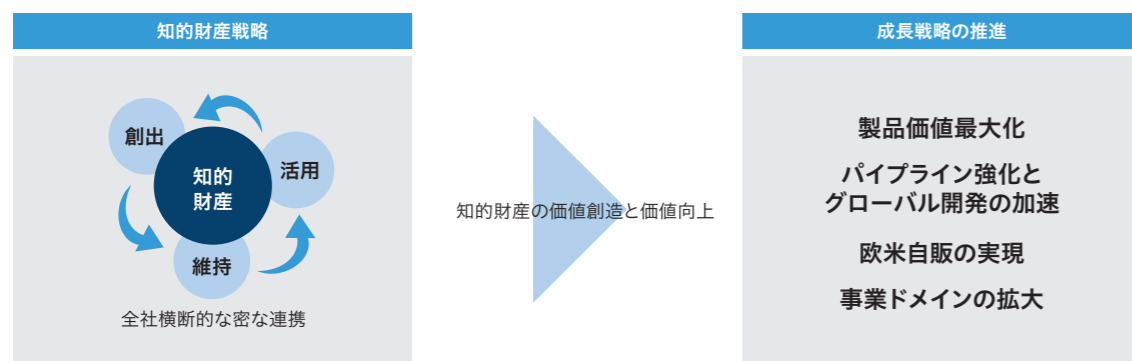 知的財産戦略
創出
知的
財産
活用
維持
全社横断的な密な連携
知的財産の価値創造と価値向上
成長戦略の推進
製品価値最大化
パイプライン強化と
グローバル開発の加速
欧米自販の実現
事業ドメインの拡大